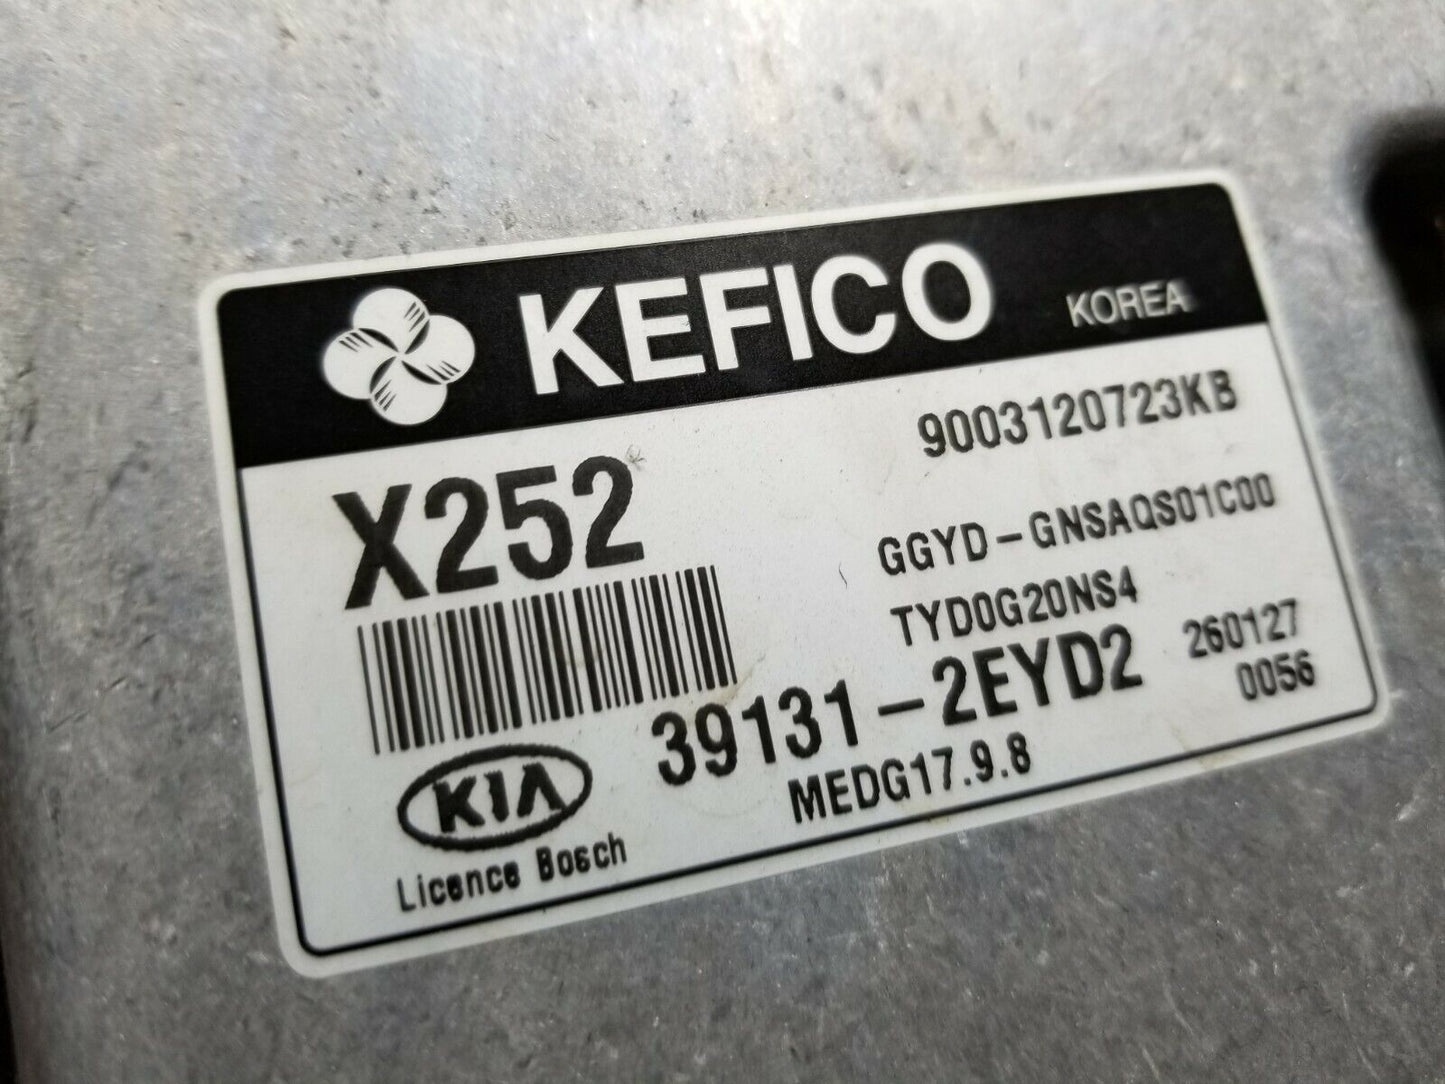 KEFICO KOREA
9003120723KB
X252
GGYD-GNSAQS01C00
TYD0G20NS4
39131-2EYD2
260127
0056
KIA
MEDG17.9.8
Licence Bosch